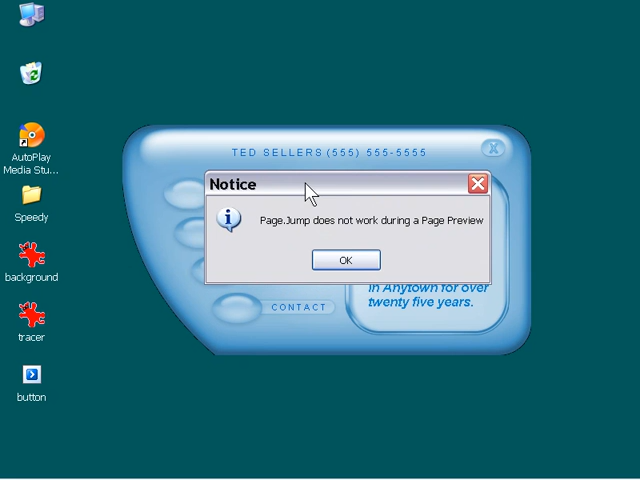 AutoPlay
Media Stu...
Speedy
background
tracer
button
TED SELLERS (555) 555-5555
X
Notice
Page.Jump does not work during a Page Preview
OK
in Anytown for over
twenty five years.
CONTACT